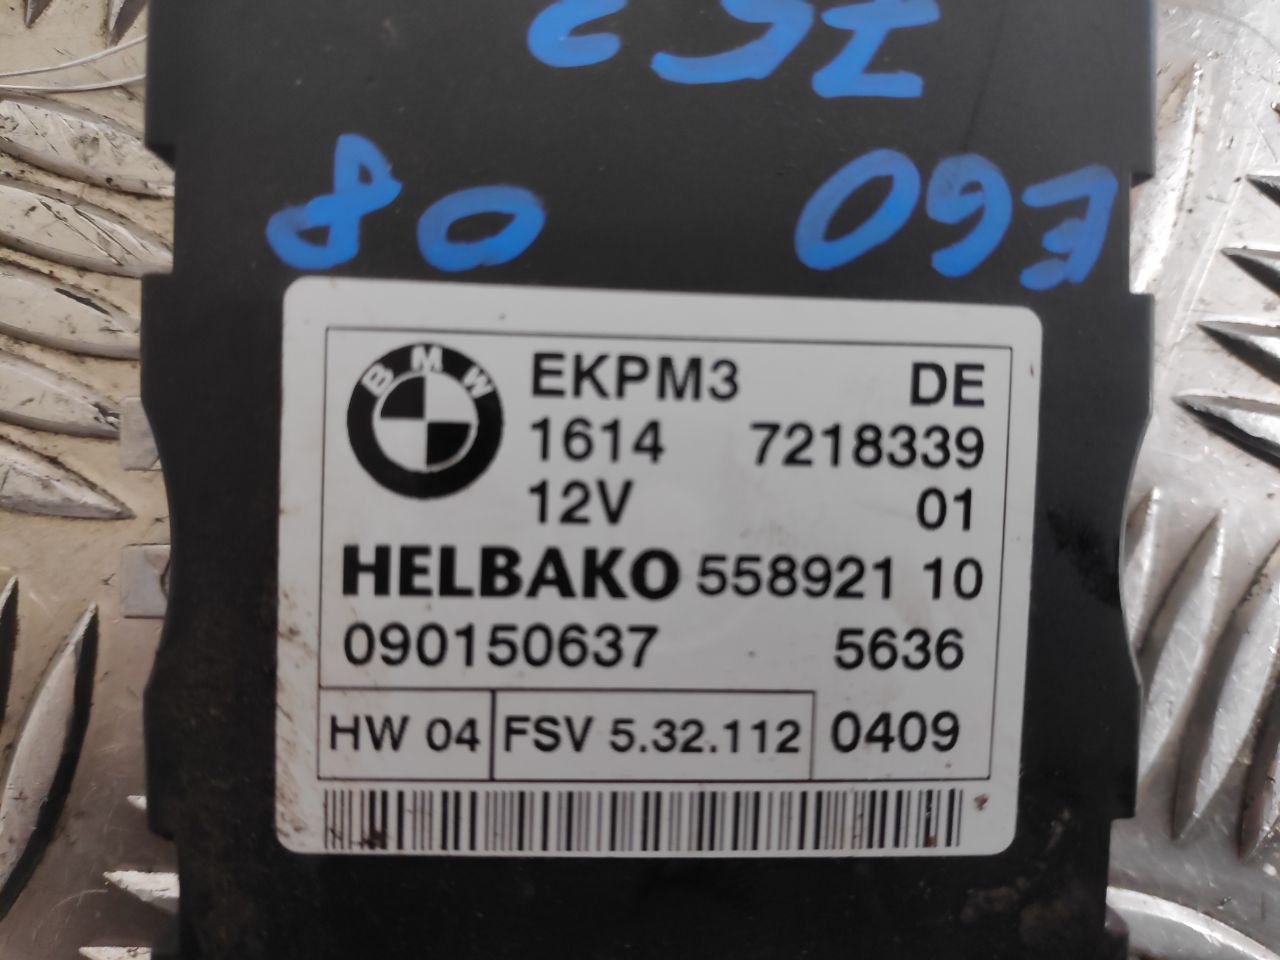 E60 08
BMW
EKPM3 DE
1614 7218339
12V 01
HELBAKO 558921 10
090150637 5636
HW 04 FSV 5.32.112 0409